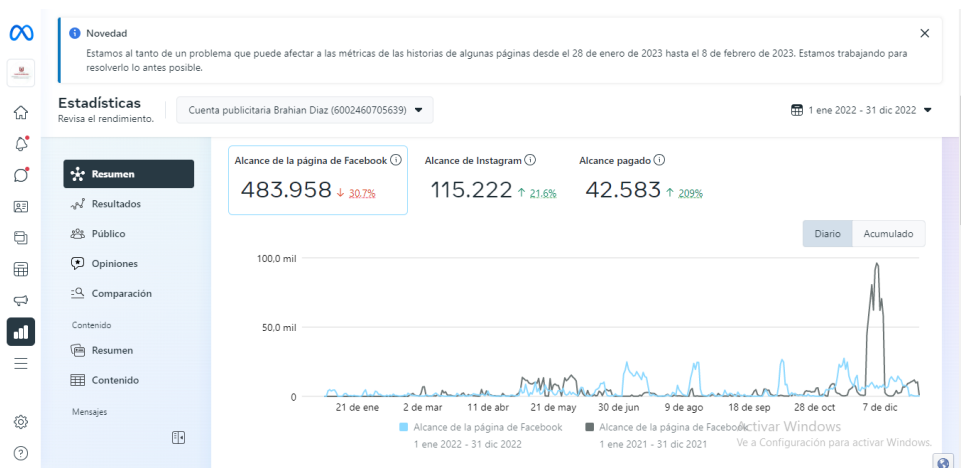 Novedad
Estamos al tanto de un problema que puede afectar a las métricas de las historias de algunas páginas desde el 28 de enero de 2023 hasta el 8 de febrero de 2023. Estamos trabajando para
resolverlo lo antes posible.
Estadísticas
Revisa el rendimiento.
Cuenta publicitaria Brahian Diaz (6002460705639)
1 ene 2022 - 31 dic 2022
Resumen
Resultados
Público
Opiniones
Comparación
Contenido
Resumen
Contenido
Mensajes
Alcance de la página de Facebook
483.958 ↓ 30,7%
Alcance de Instagram
115.222 ↑ 21,6%
Alcance pagado
42.583 ↑ 209%
Diario
Acumulado
100,0 mil
50,0 mil
0
21 de ene 2 de mar 11 de abr 21 de may 30 de jun 9 de ago 18 de sep 28 de oct 7 de dic
Alcance de la página de Facebook
1 ene 2022 - 31 dic 2022
Alcance de la página de Facebook
1 ene 2021 - 31 dic 2021
Activar Windows
Ve a Configuración para activar Windows.